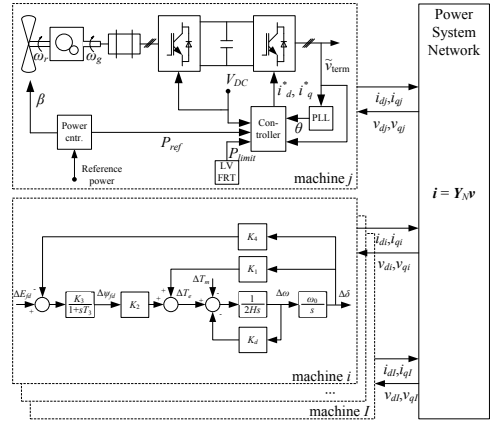 ω_r
ω_g
β
V_DC
i*_d, i*_q
ṽ_term
PLL
θ
Con-
troller
Power
cntr.
P_ref
P_limit
LV
FRT
Reference
power
machine j
i_dj, i_qj
v_dj, v_qj
Power
System
Network
i = Y_N v
K_4
K_1
ΔE_fd
-
+
K_3
1+sT_3
Δψ_fd
K_2
+
+
ΔT_e
ΔT_m
-
-
1
2Hs
Δω
ω_0
s
Δδ
K_d
machine i
...
machine I
i_di, i_qi
v_di, v_qi
i_dI, i_qI
v_dI, v_qI